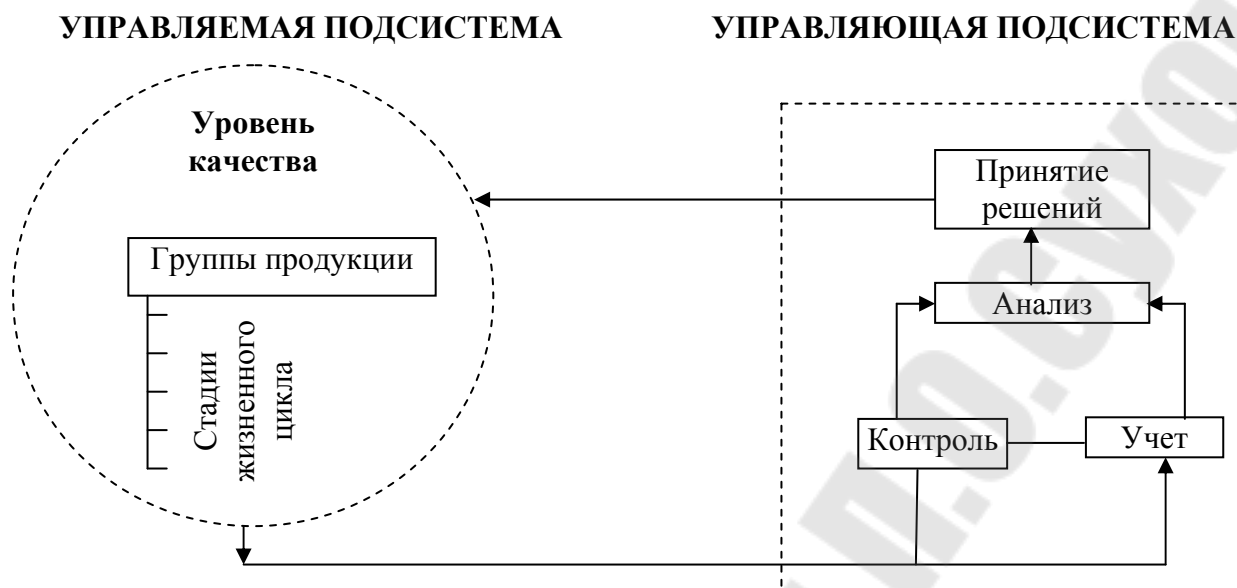 УПРАВЛЯЕМАЯ ПОДСИСТЕМА
УПРАВЛЯЮЩАЯ ПОДСИСТЕМА
Уровень
качества
Группы продукции
Стадии
жизненного
цикла
Принятие
решений
Анализ
Контроль
Учет